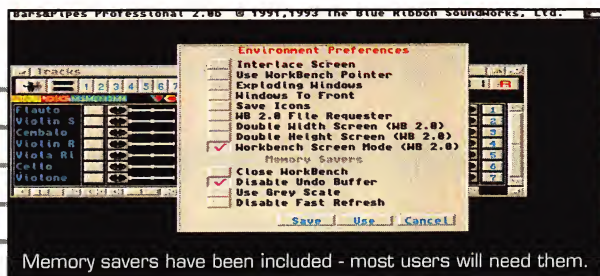 Bars&Pipes Professional 2.0b © 1991,1993 The Blue Ribbon SoundWorks, Ltd.
Environment Preferences
Interlace Screen
Use WorkBench Pointer
Exploding Windows
Windows To Front
Save Icons
WB 2.0 File Requester
Double Width Screen (WB 2.0)
Double Height Screen (WB 2.0)
Workbench Screen Mode (WB 2.0)
Memory Savers
Close WorkBench
Disable Undo Buffer
Use Grey Scale
Disable Fast Refresh
Save Use Cancel
Tracks
1 2 3 4 5 6 7
Flauto
Violin S
Cembalo
Violin R
Viola Ri
Cello
Violone
1
2
3
4
5
6
7
Memory savers have been included - most users will need them.